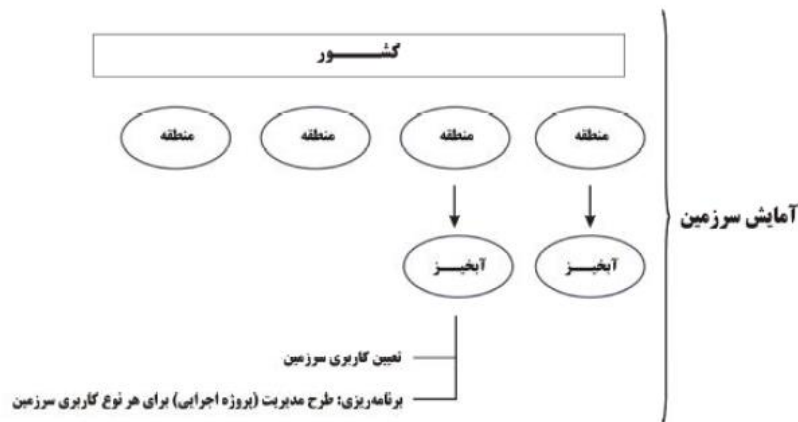 کشـــــور
منطقه منطقه منطقه منطقه
آبخیـــز آبخیـــز
آمایش سرزمین
تعیین کاربری سرزمین
برنامه‌ریزی: طرح مدیریت (پروژه اجرایی) برای هر نوع کاربری سرزمین